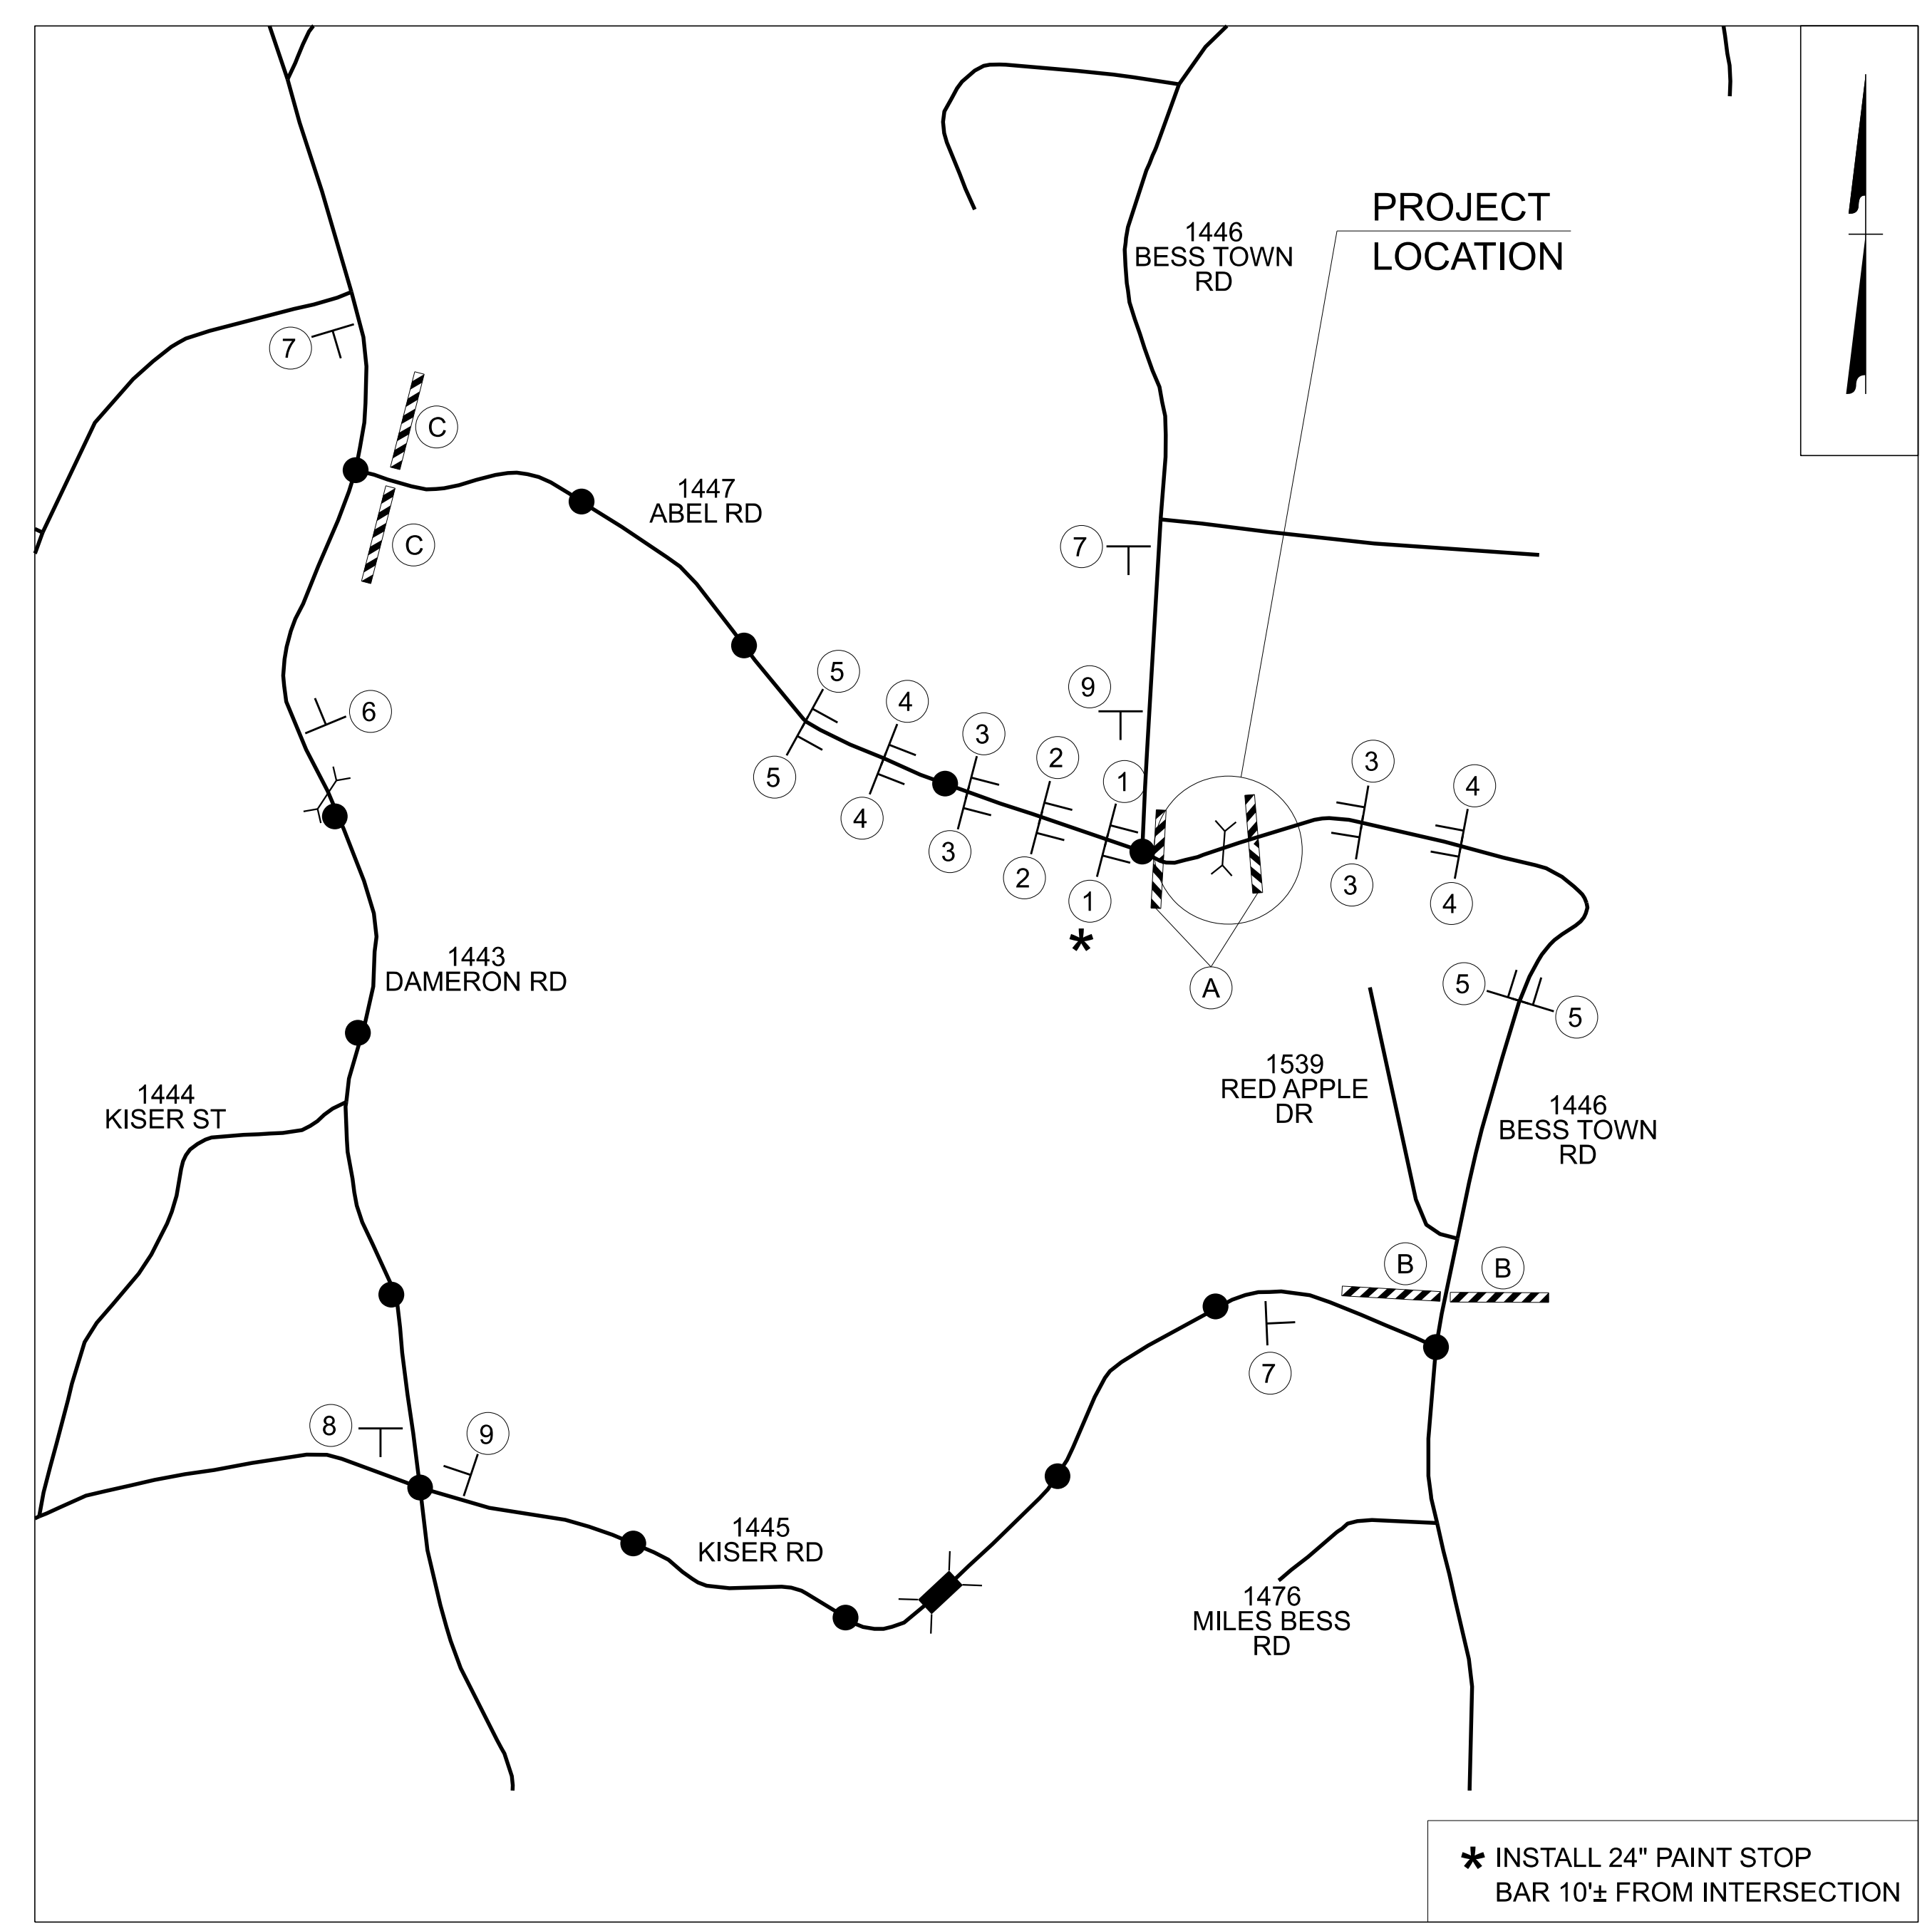 PROJECT
LOCATION
1446
BESS TOWN
RD
7
C
C
1447
ABEL RD
7
5
9
6
4
3
2
1
3
4
5
4
3
2
1
3
4
*
A
1443
DAMERON RD
5
5
1539
RED APPLE
DR
1444
KISER ST
1446
BESS TOWN
RD
B
B
7
8
9
1445
KISER RD
1476
MILES BESS
RD
* INSTALL 24" PAINT STOP
BAR 10'± FROM INTERSECTION